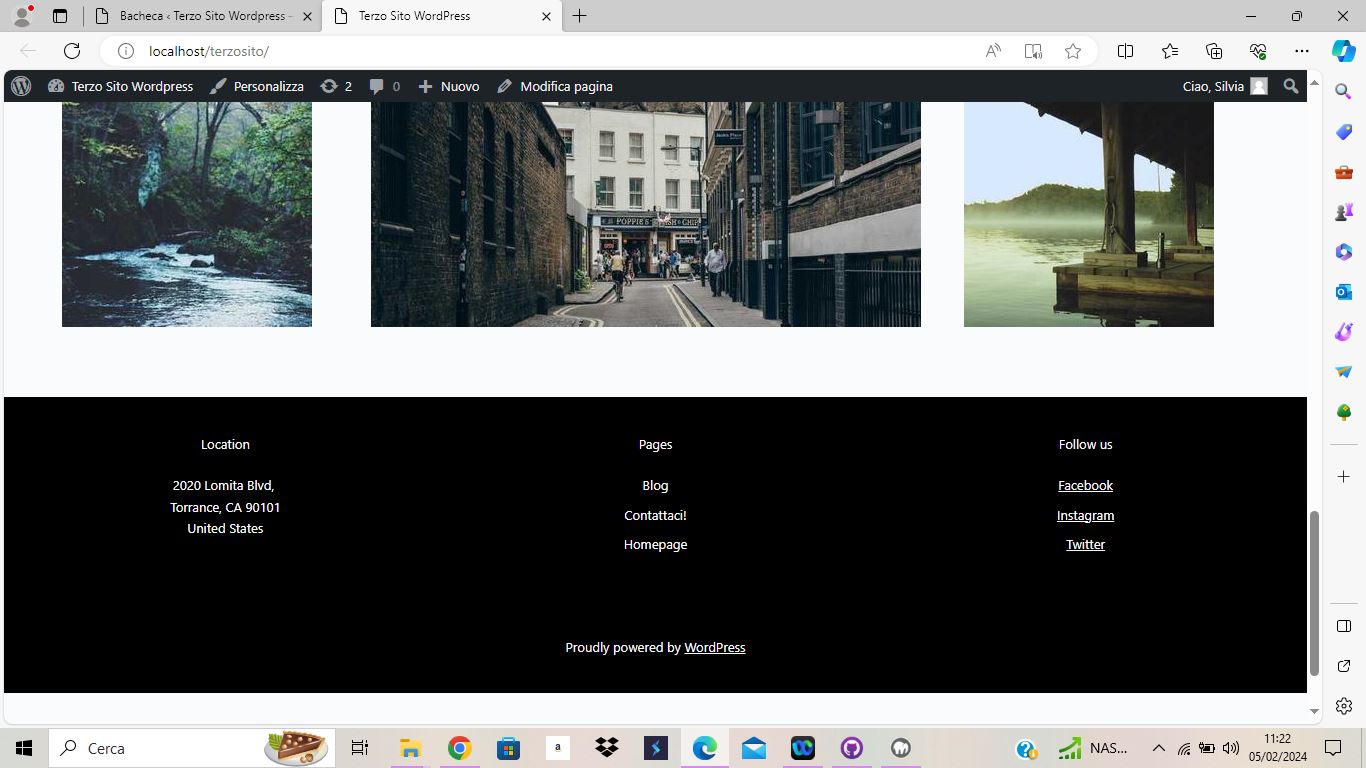 Bacheca ‹ Terzo Sito Wordpress –
Terzo Sito WordPress
localhost/terzosito/
Terzo Sito Wordpress
Personalizza
2
0
Nuovo
Modifica pagina
Ciao, Silvia
POPPIE'S FISH CHIP
Location
2020 Lomita Blvd,
Torrance, CA 90101
United States
Pages
Blog
Contattaci!
Homepage
Follow us
Facebook
Instagram
Twitter
Proudly powered by WordPress
Cerca
a
NAS...
11:22
05/02/2024